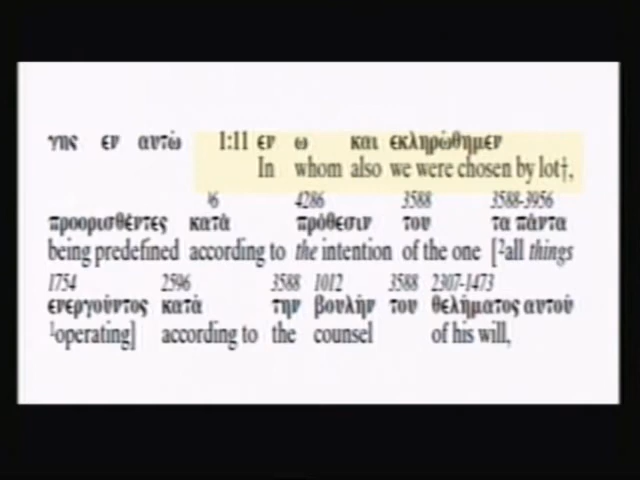 γης εν αυτώ 1:11 εν ω και εκληρώθημεν
In whom also we were chosen by lot†,
4286 3588 3588-3956
προορισθέντες κατά πρόθεσιν του τα πάντα
being predefined according to the intention of the one [²all things
1754 2596 3588 1012 3588 2307-1473
ενεργούντος κατά την βουλήν του θελήματος αυτού
¹operating] according to the counsel of his will,